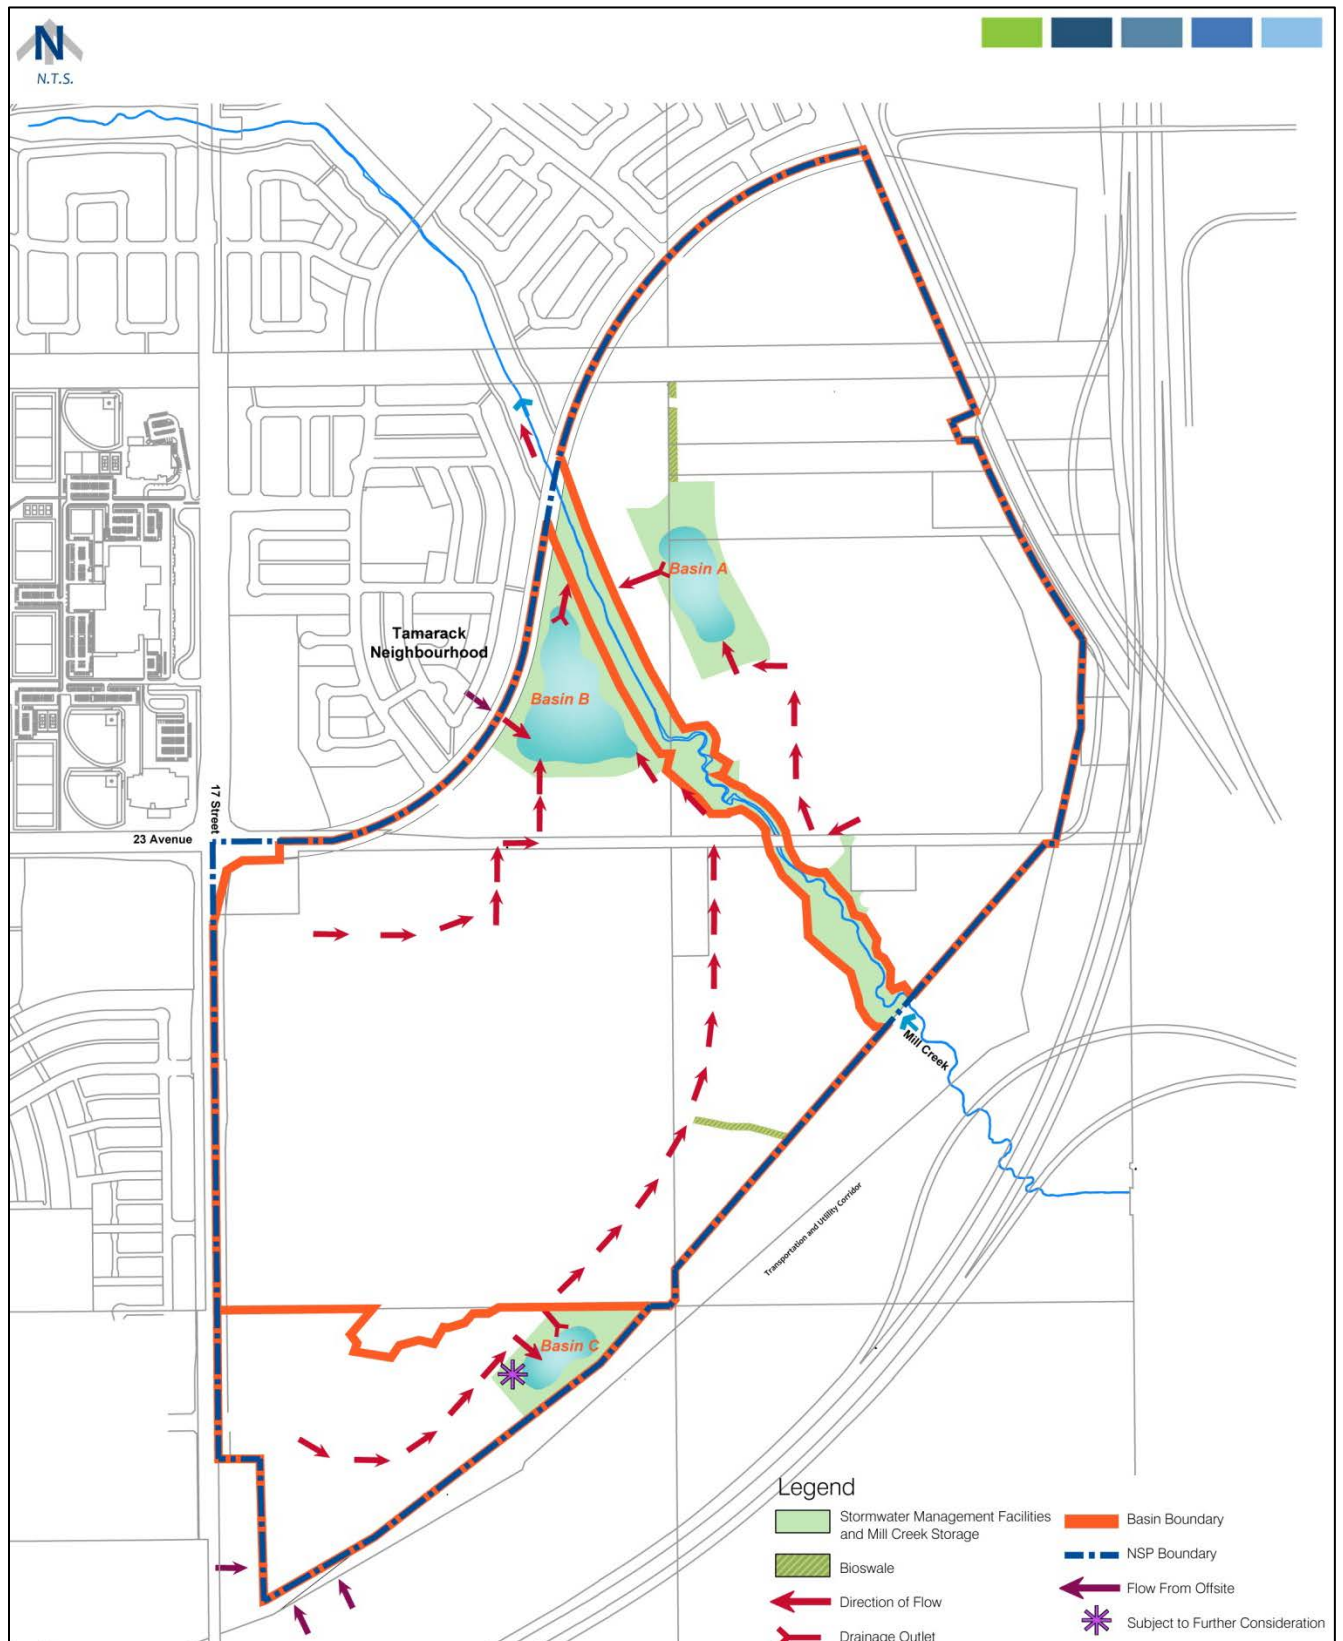 N
N.T.S.
Basin A
Tamarack
Neighbourhood
Basin B
17 Street
23 Avenue
Mill Creek
Transportation and Utility Corridor
Basin C
Legend
Stormwater Management Facilities
and Mill Creek Storage
Bioswale
Direction of Flow
Drainage Outlet
Basin Boundary
NSP Boundary
Flow From Offsite
Subject to Further Consideration